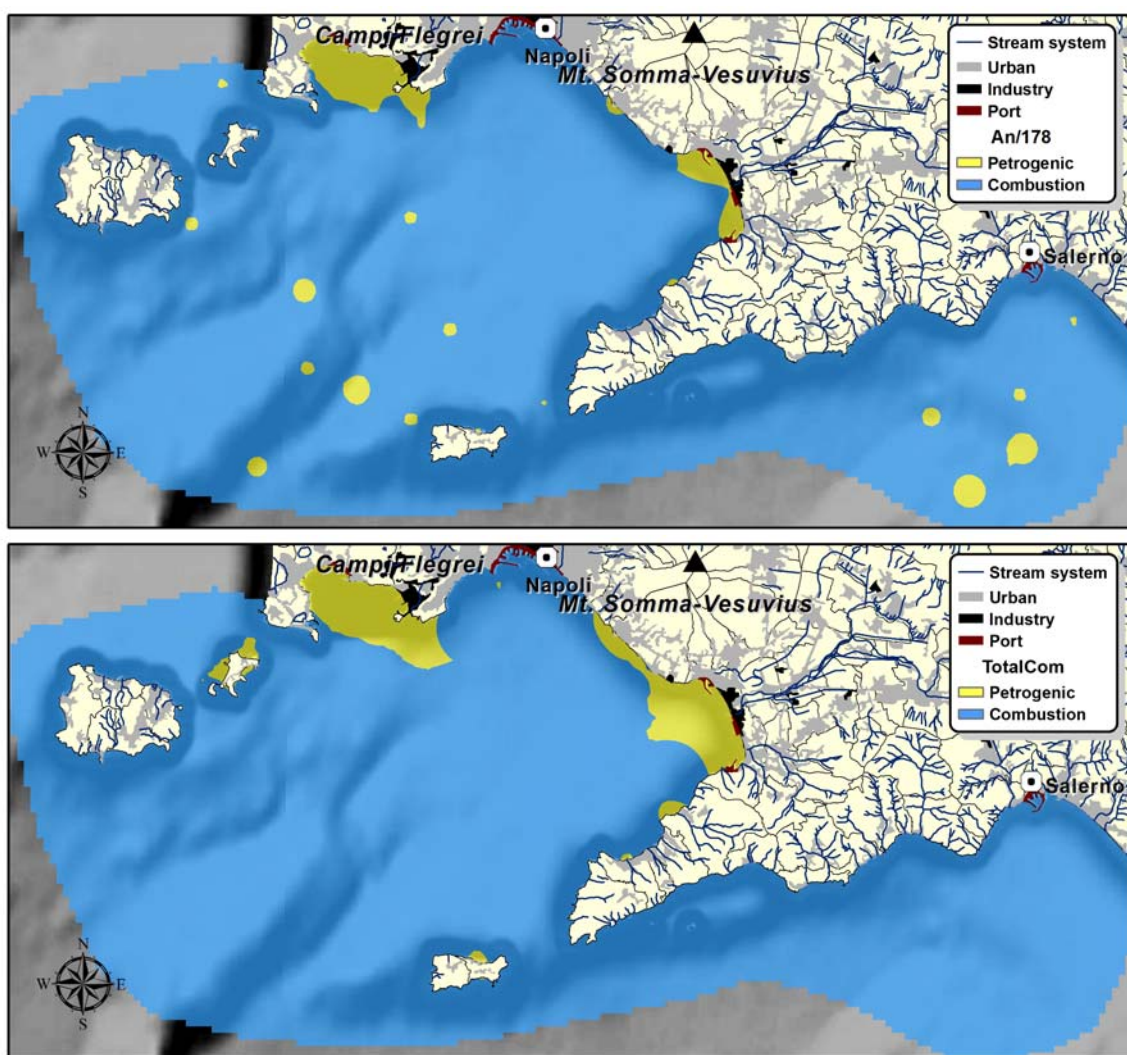 Campi Flegrei
Napoli
Mt. Somma-Vesuvius
Salerno
Stream system
Urban
Industry
Port
An/178
Petrogenic
Combustion
N
W E
S
Campi Flegrei
Napoli
Mt. Somma-Vesuvius
Salerno
Stream system
Urban
Industry
Port
TotalCom
Petrogenic
Combustion
N
W E
S